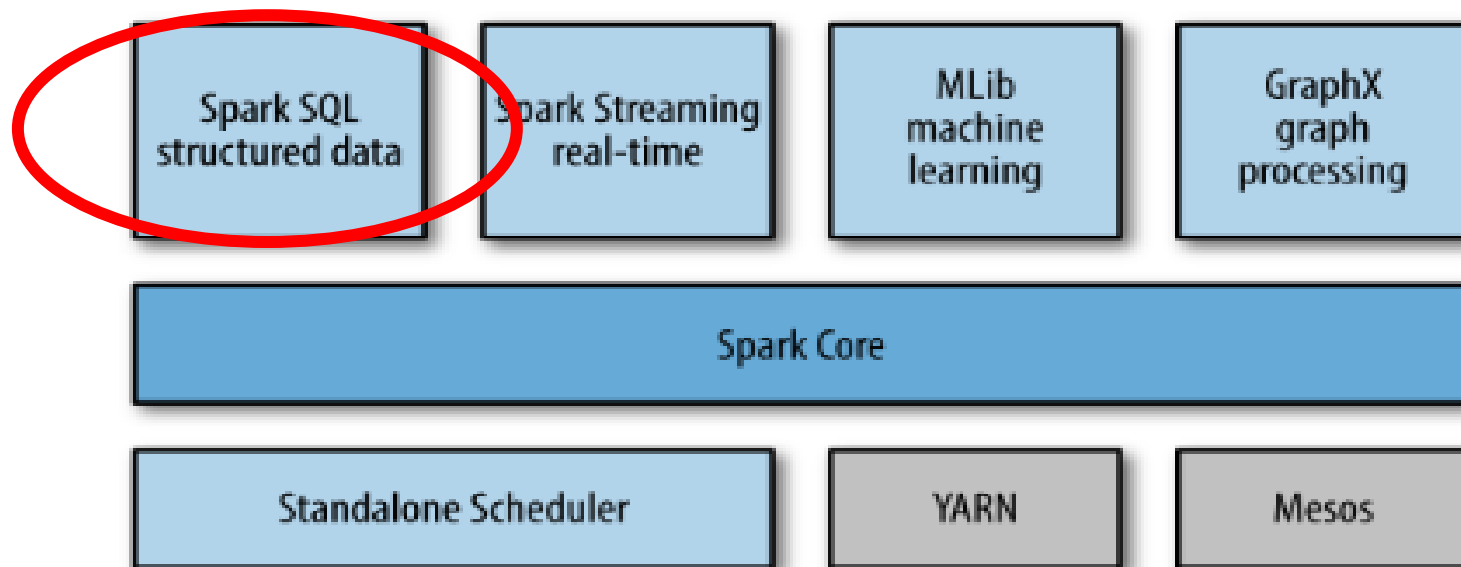 Spark SQL
structured data
Spark Streaming
real-time
MLib
machine
learning
GraphX
graph
processing
Spark Core
Standalone Scheduler
YARN
Mesos